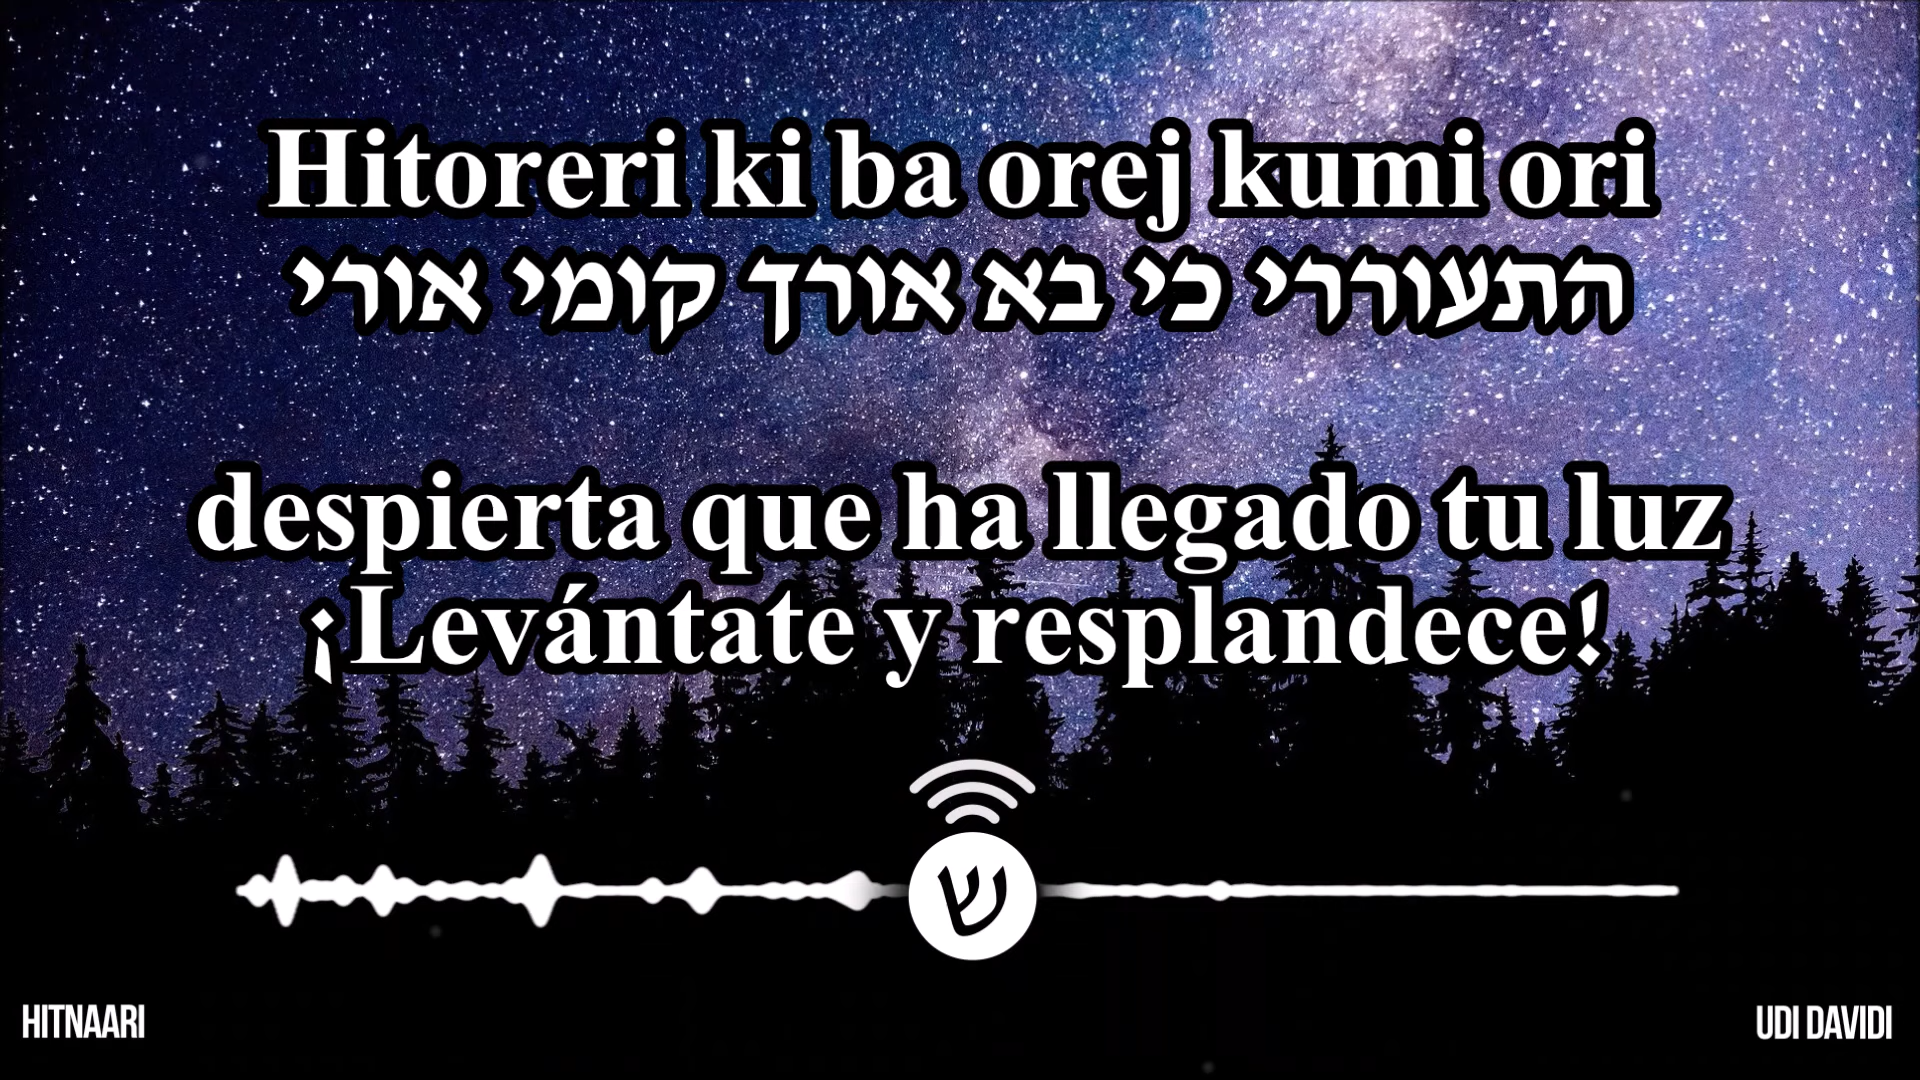 Hitoreri ki ba orej kumi ori
התעוררי כי בא אורך קומי אורי
despierta que ha llegado tu luz
¡Levántate y resplandece!
ש
HITNAARI
UDI DAVIDI